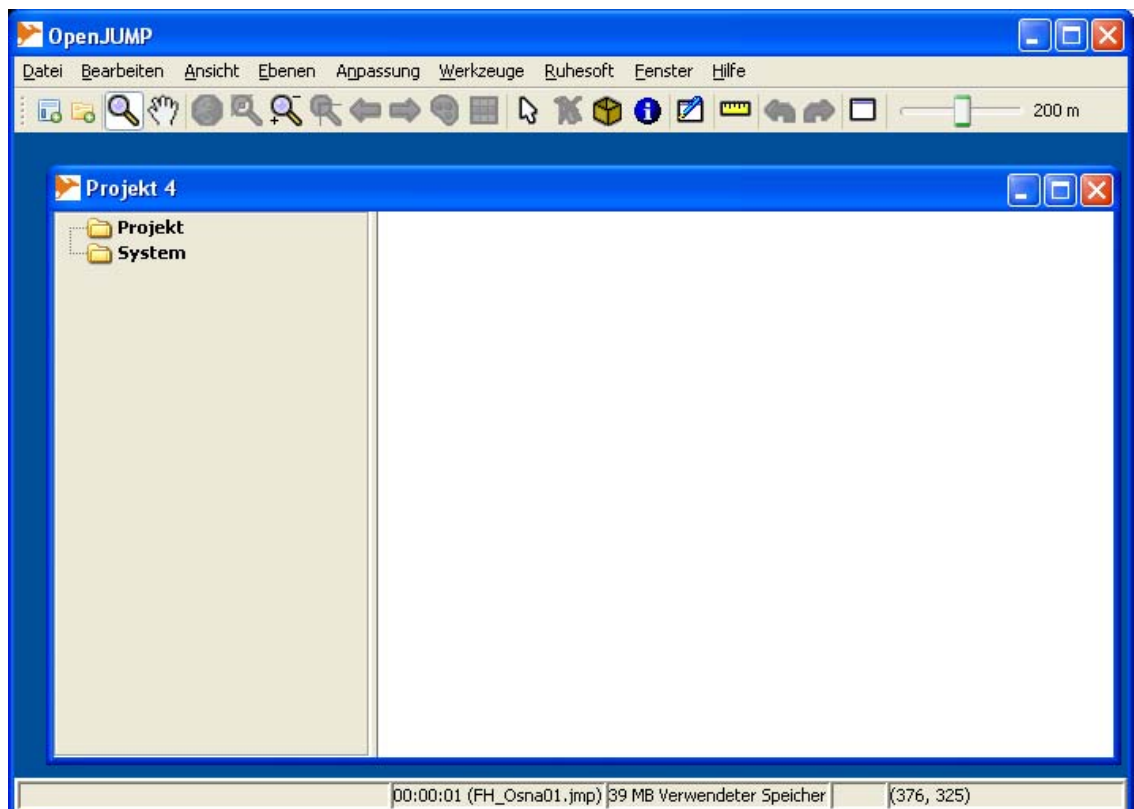 OpenJUMP
Datei Bearbeiten Ansicht Ebenen Anpassung Werkzeuge Ruhesoft Fenster Hilfe
200 m
Projekt 4
Projekt
System
00:00:01 (FH_Osna01.jmp) 39 MB Verwendeter Speicher (376, 325)